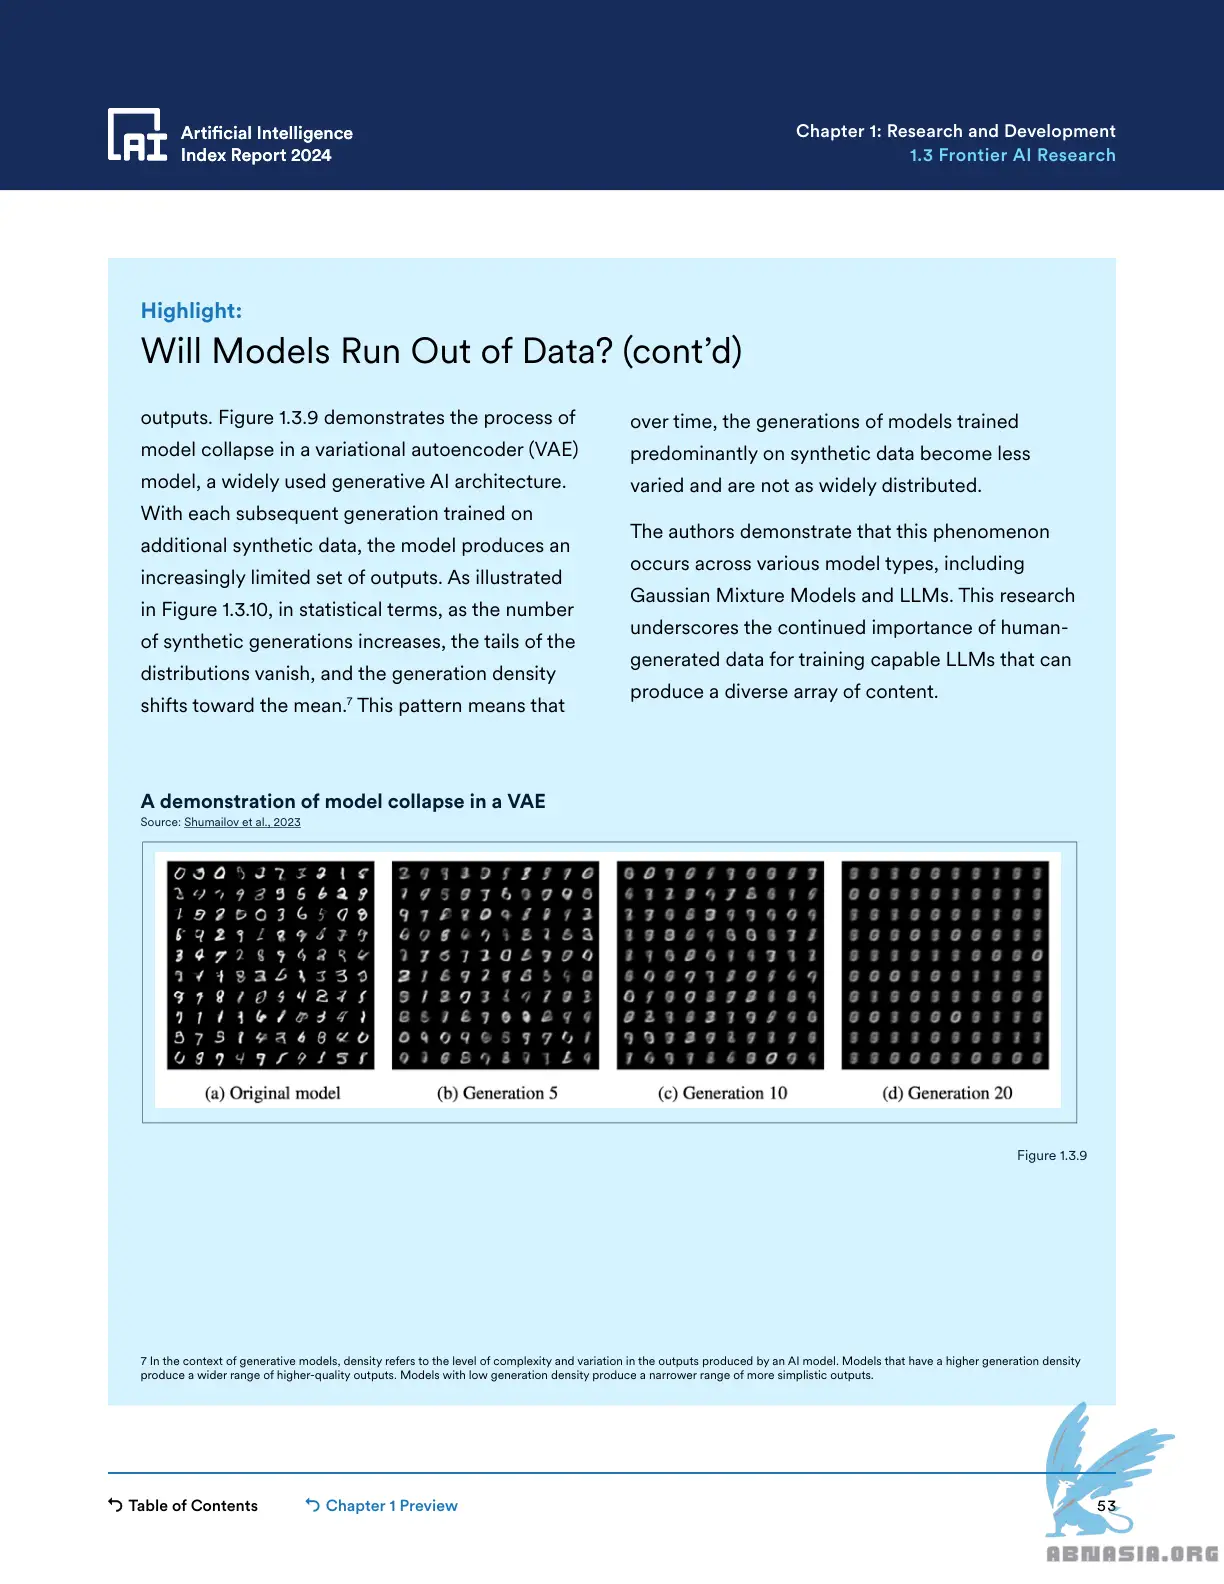 Artificial Intelligence
Index Report 2024
Chapter 1: Research and Development
1.3 Frontier AI Research
Highlight:
Will Models Run Out of Data? (cont’d)
outputs. Figure 1.3.9 demonstrates the process of
model collapse in a variational autoencoder (VAE)
model, a widely used generative AI architecture.
With each subsequent generation trained on
additional synthetic data, the model produces an
increasingly limited set of outputs. As illustrated
in Figure 1.3.10, in statistical terms, as the number
of synthetic generations increases, the tails of the
distributions vanish, and the generation density
shifts toward the mean.7 This pattern means that
over time, the generations of models trained
predominantly on synthetic data become less
varied and are not as widely distributed.
The authors demonstrate that this phenomenon
occurs across various model types, including
Gaussian Mixture Models and LLMs. This research
underscores the continued importance of human-
generated data for training capable LLMs that can
produce a diverse array of content.
A demonstration of model collapse in a VAE
Source: Shumailov et al., 2023
(a) Original model
(b) Generation 5
(c) Generation 10
(d) Generation 20
Figure 1.3.9
7 In the context of generative models, density refers to the level of complexity and variation in the outputs produced by an AI model. Models that have a higher generation density
produce a wider range of higher-quality outputs. Models with low generation density produce a narrower range of more simplistic outputs.
Table of Contents
Chapter 1 Preview
53
ABNASIA.ORG